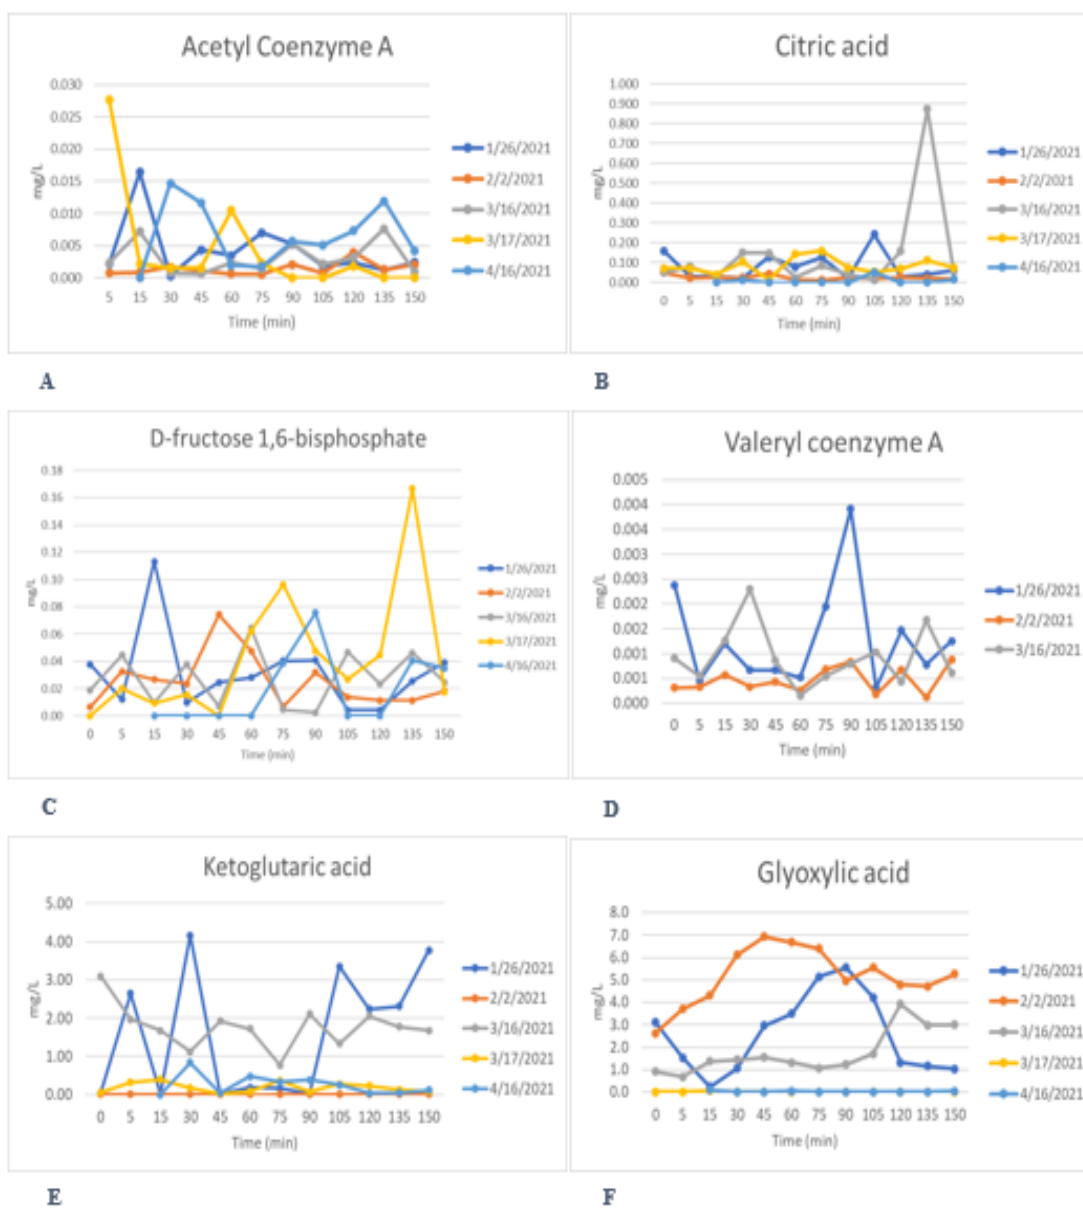 Acetyl Coenzyme A
mg/L
0.030
0.025
0.020
0.015
0.010
0.005
0.000
5 15 30 45 60 75 90 105 120 135 150
Time (min)
1/26/2021
2/2/2021
3/16/2021
3/17/2021
4/16/2021
A
Citric acid
mg/L
1.000
0.900
0.800
0.700
0.600
0.500
0.400
0.300
0.200
0.100
0.000
0 5 15 30 45 60 75 90 105 120 135 150
Time (min)
1/26/2021
2/2/2021
3/16/2021
3/17/2021
4/16/2021
B
D-fructose 1,6-bisphosphate
mg/L
0.18
0.16
0.14
0.12
0.10
0.08
0.06
0.04
0.02
0.00
0 5 15 30 45 60 75 90 105 120 135 150
Time (min)
1/26/2021
2/2/2021
3/16/2021
3/17/2021
4/16/2021
C
Valeryl coenzyme A
mg/L
0.005
0.004
0.004
0.003
0.003
0.002
0.002
0.001
0.001
0.000
0 5 15 30 45 60 75 90 105 120 135 150
Time (min)
1/26/2021
2/2/2021
3/16/2021
D
Ketoglutaric acid
mg/L
5.00
4.00
3.00
2.00
1.00
0.00
0 5 15 30 45 60 75 90 105 120 135 150
Time (min)
1/26/2021
2/2/2021
3/16/2021
3/17/2021
4/16/2021
E
Glyoxylic acid
mg/L
8.0
7.0
6.0
5.0
4.0
3.0
2.0
1.0
0.0
0 5 15 30 45 60 75 90 105 120 135 150
Time (min)
1/26/2021
2/2/2021
3/16/2021
3/17/2021
4/16/2021
F